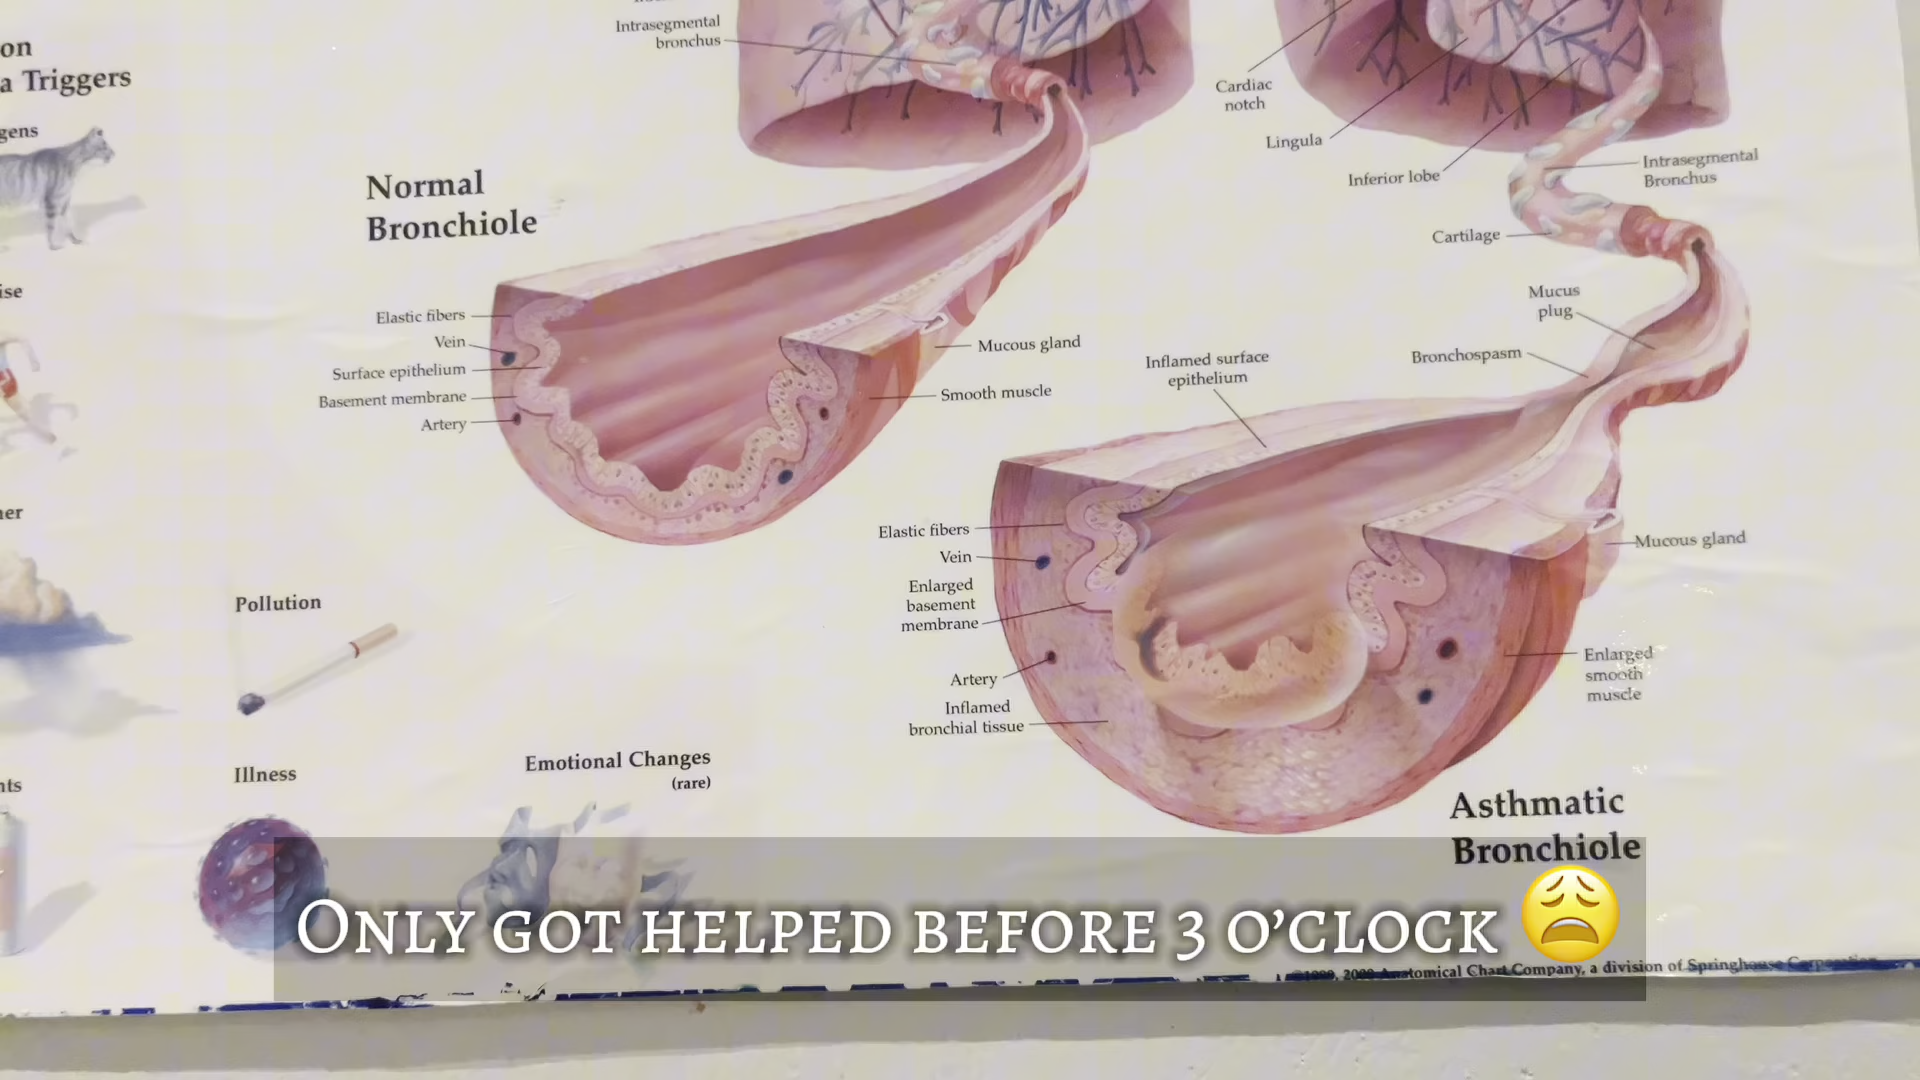 on
a Triggers
gens
ise
her
nts
Pollution
Illness
Emotional Changes
(rare)
Intrasegmental
bronchus
Normal
Bronchiole
Elastic fibers
Vein
Surface epithelium
Basement membrane
Artery
Mucous gland
Smooth muscle
Cardiac
notch
Lingula
Inferior lobe
Intrasegmental
Bronchus
Cartilage
Mucus
plug
Bronchospasm
Inflamed surface
epithelium
Elastic fibers
Vein
Enlarged
basement
membrane
Artery
Inflamed
bronchial tissue
Mucous gland
Enlarged
smooth
muscle
Asthmatic
Bronchiole
Only got helped before 3 o’clock 😩
Anatomical Chart Company, a division of Springhouse Corporation